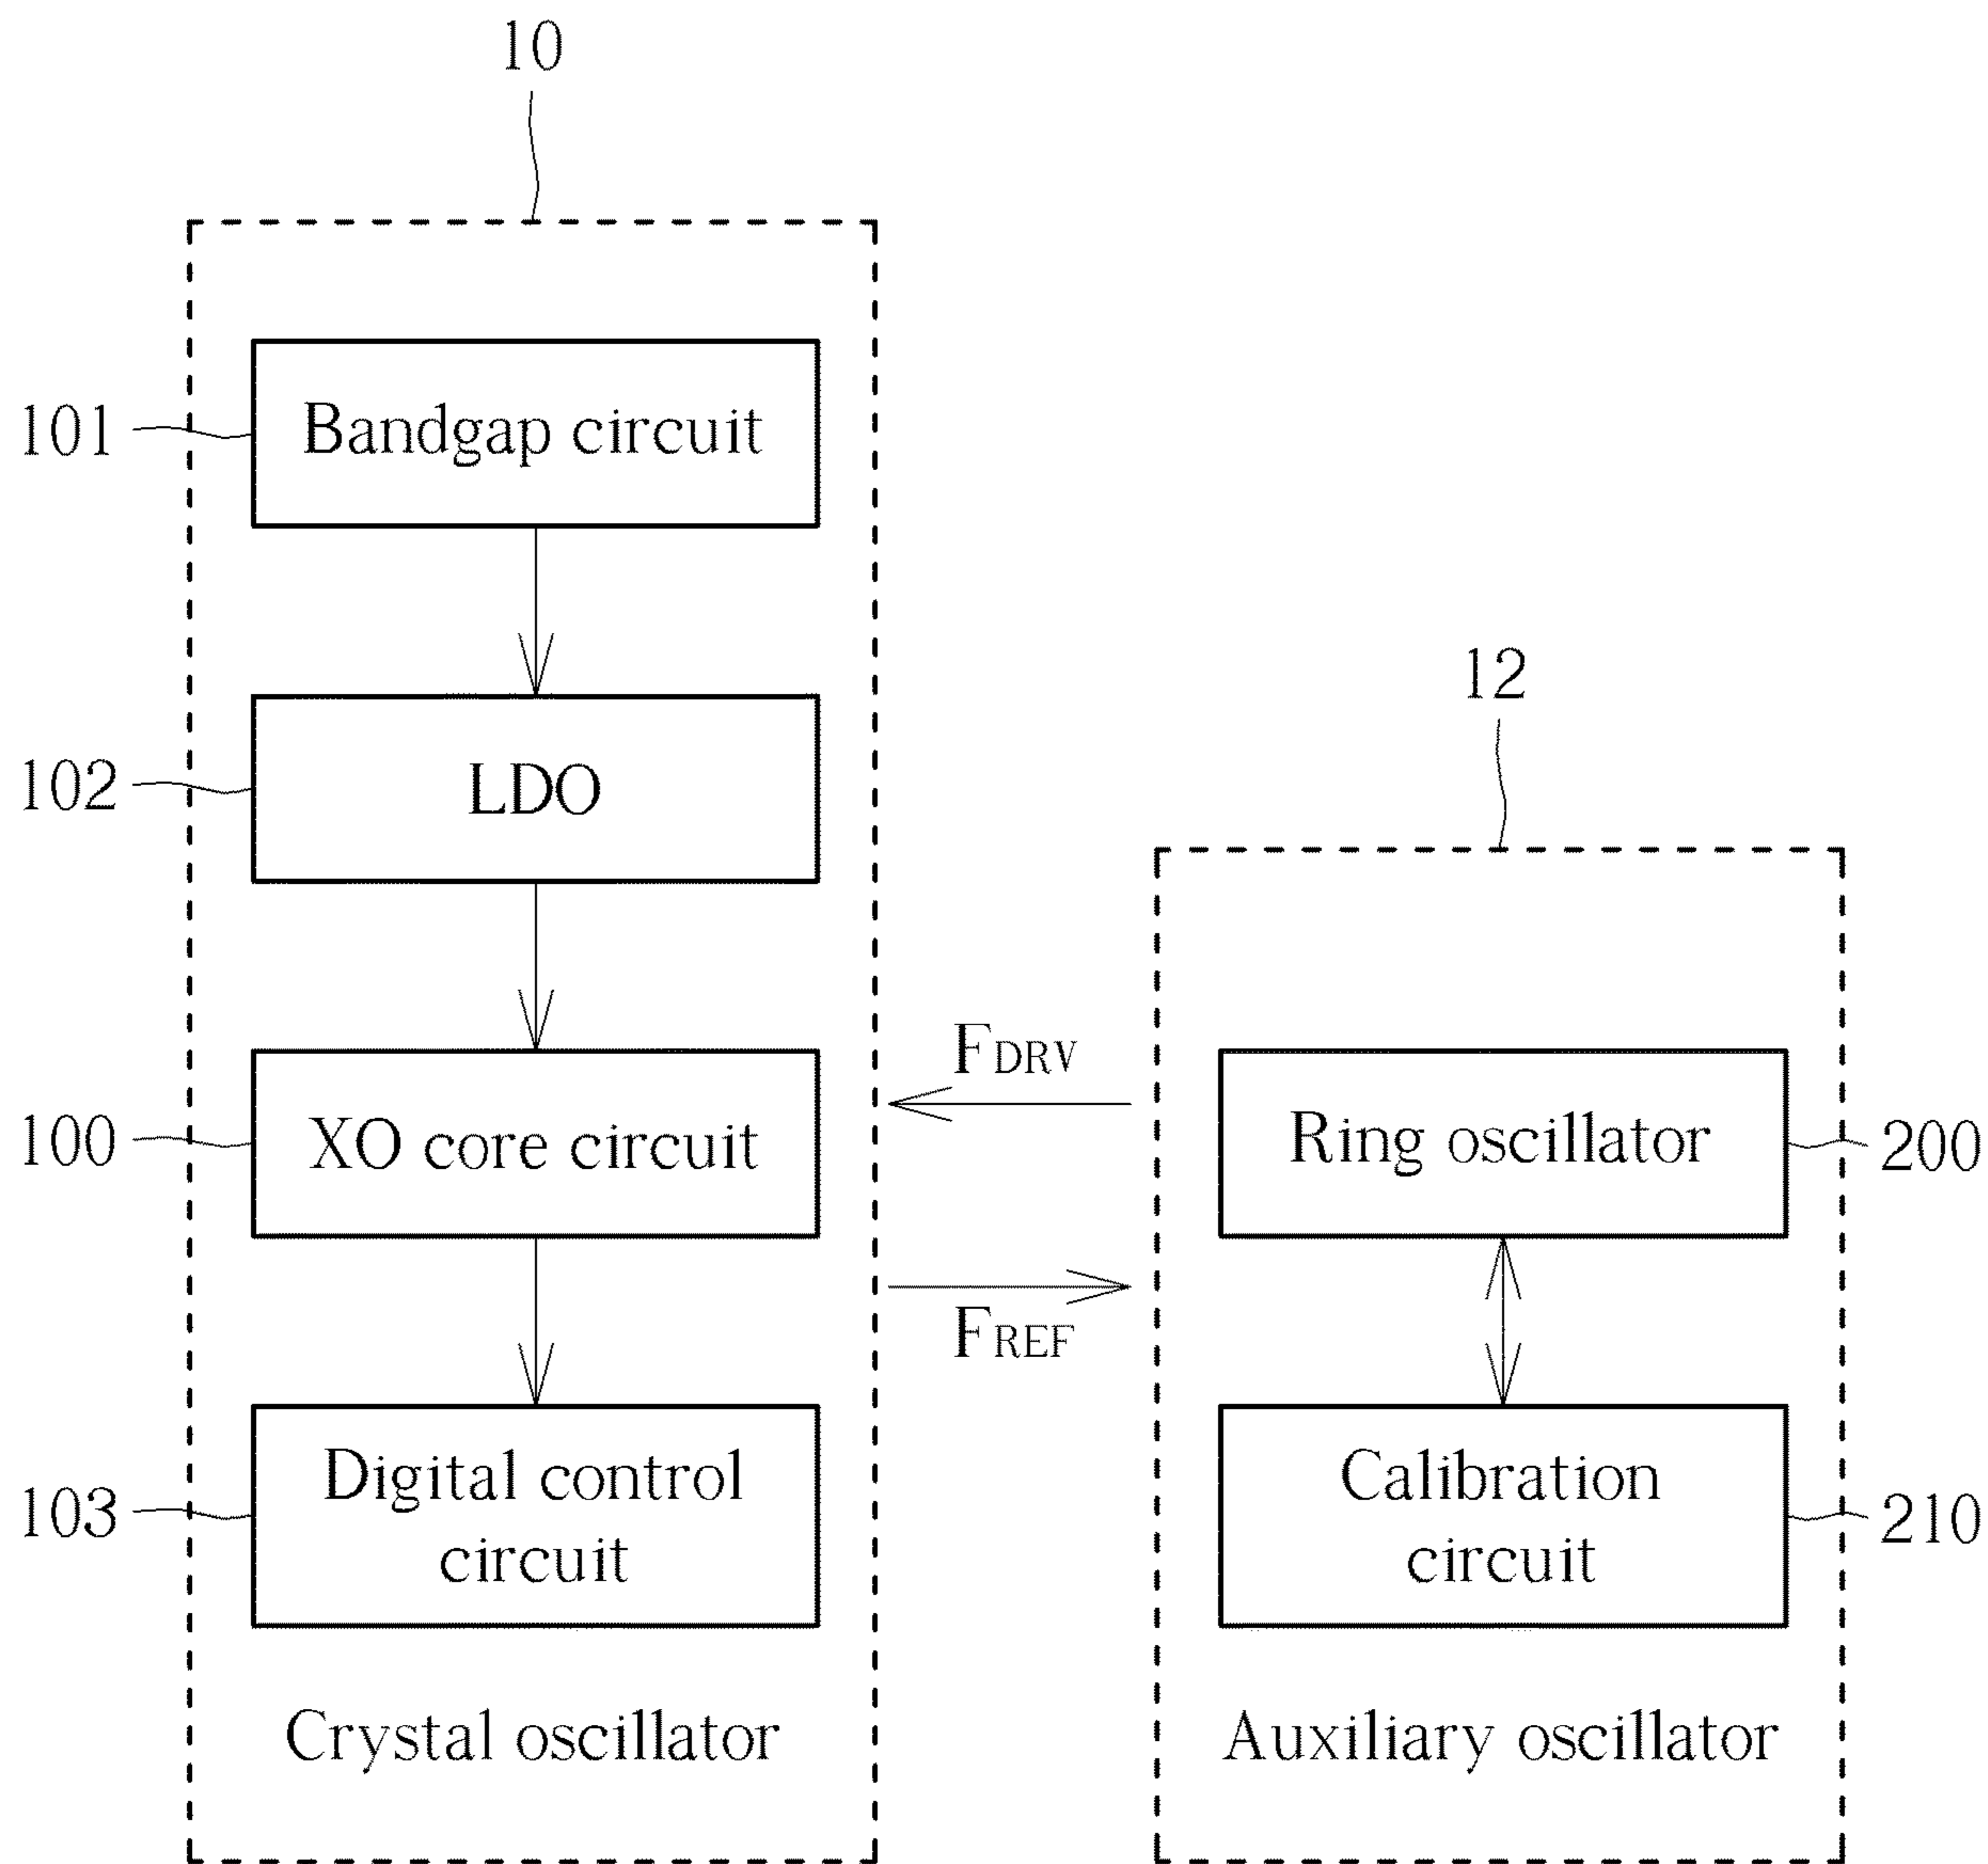 10
101
Bandgap circuit
102
LDO
12
FDRV
100
XO core circuit
Ring oscillator
200
FREF
103
Digital control
circuit
Calibration
circuit
210
Crystal oscillator
Auxiliary oscillator